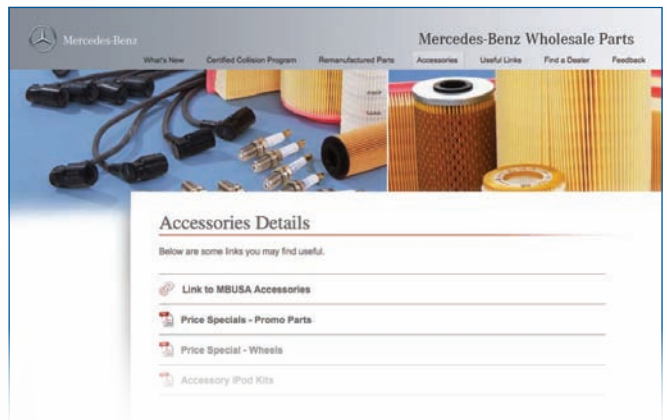 Mercedes-Benz
Mercedes-Benz Wholesale Parts
What's New Certified Collision Program Remanufactured Parts Accessories Useful Links Find a Dealer Feedback
Accessories Details
Below are some links you may find useful.
Link to MBUSA Accessories
Price Specials - Promo Parts
Price Special - Wheels
Accessory iPod Kits